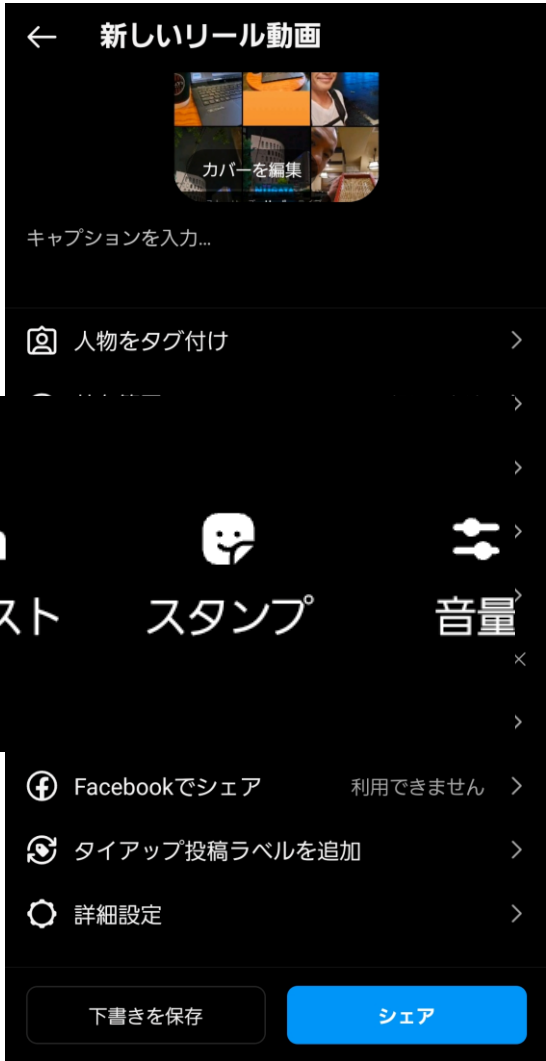 新しいリール動画
カバーを編集
キャプションを入力...
人物をタグ付け
スト
スタンプ
音量
Facebookでシェア 利用できません
タイアップ投稿ラベルを追加
詳細設定
下書きを保存
シェア